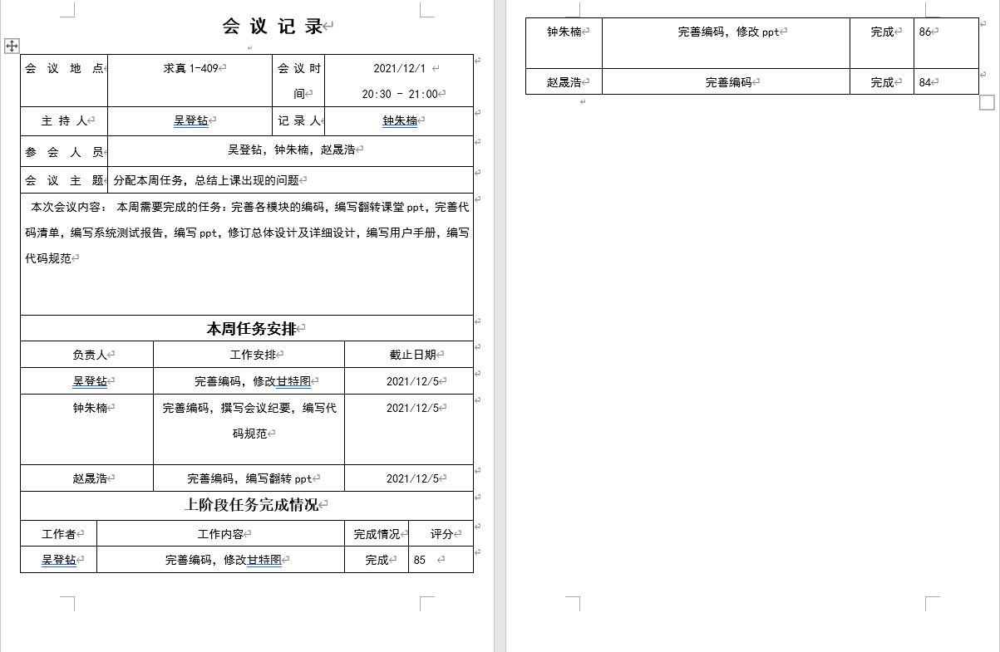 会 议 记 录
会 议 地 点 求真1-409 会 议 时 2021/12/1
间 20:30 - 21:00
主 持 人 吴登钻 记 录 人 钟朱楠
参 会 人 员 吴登钻，钟朱楠，赵晟浩
会 议 主 题 分配本周任务，总结上课出现的问题
本次会议内容： 本周需要完成的任务：完善各模块的编码，编写翻转课堂ppt，完善代
码清单，编写系统测试报告，编写ppt，修订总体设计及详细设计，编写用户手册，编写
代码规范
本周任务安排
负责人 工作安排 截止日期
吴登钻 完善编码，修改甘特图 2021/12/5
钟朱楠 完善编码，撰写会议纪要，编写代 2021/12/5
码规范
赵晟浩 完善编码，编写翻转ppt 2021/12/5
上阶段任务完成情况
工作者 工作内容 完成情况 评分
吴登钻 完善编码，修改甘特图 完成 85
钟朱楠 完善编码，修改ppt 完成 86
赵晟浩 完善编码 完成 84